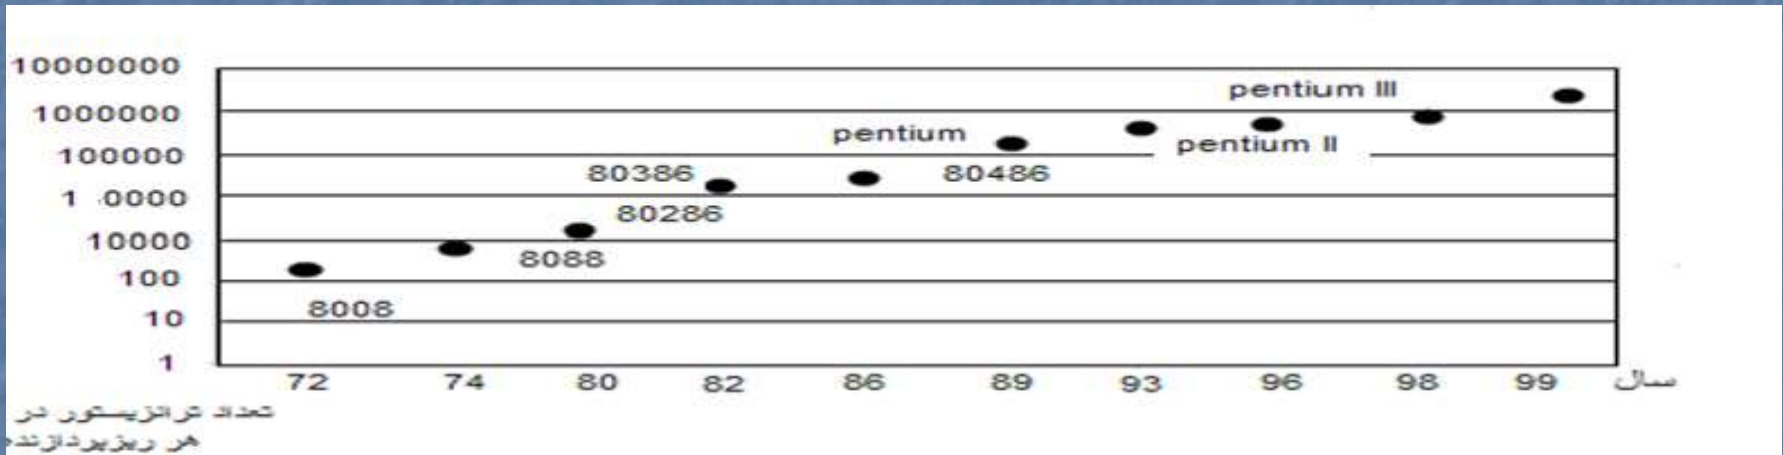 10000000
1000000
100000
1 0000
10000
100
10
1
pentium III
pentium
pentium II
80386
80486
80286
8088
8008
72 74 80 82 86 89 93 96 98 99 سال
تعداد ترانزیستور در
هر ریزپردازنده